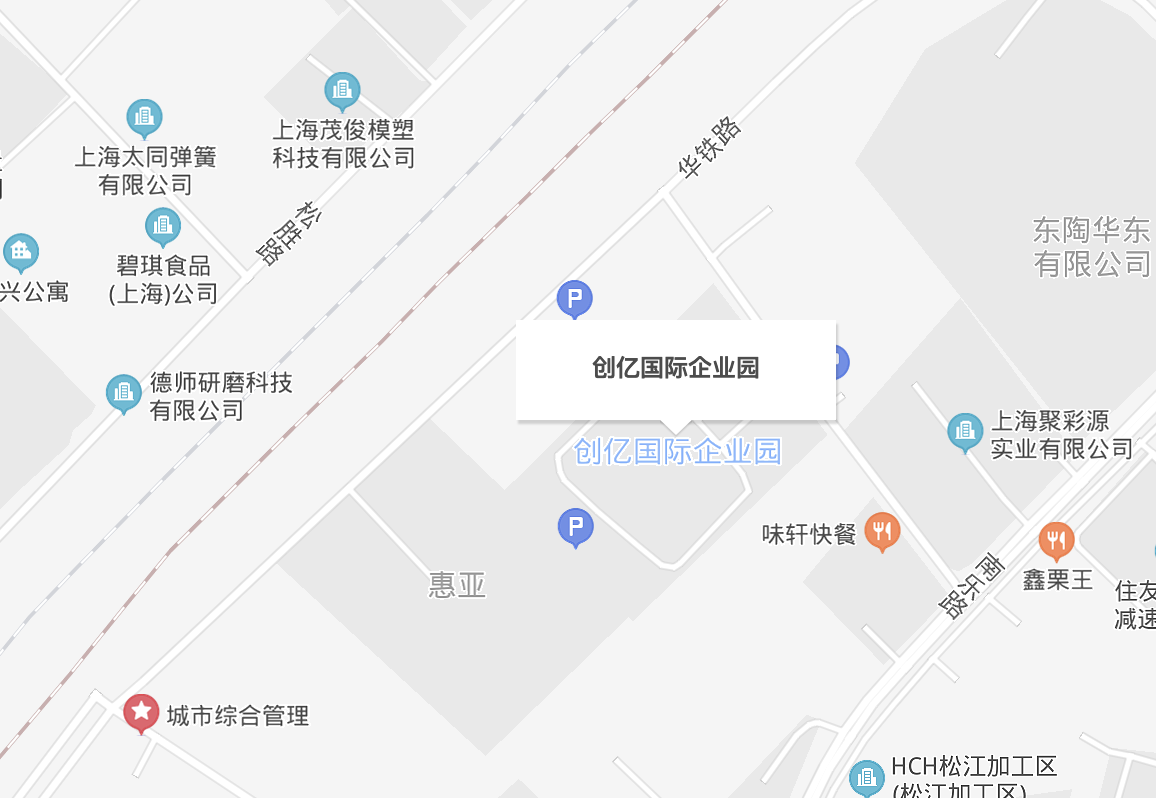 上海茂俊模塑
科技有限公司
上海太同弹簧
有限公司
华铁路
松胜路
碧琪食品
(上海)公司
兴公寓
东陶华东
有限公司
P
创亿国际企业园
德师研磨科技
有限公司
创亿国际企业园
上海聚彩源
实业有限公司
P
味轩快餐
惠亚
南乐路
鑫栗王
住友
减速
城市综合管理
HCH松江加工区
(松江加工区)